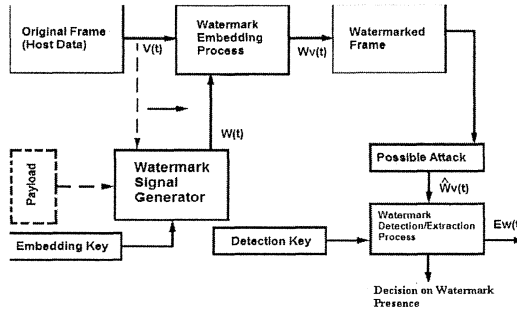 Original Frame
(Host Data)
V(t)
Watermark
Embedding
Process
Wv(t)
Watermarked
Frame
W(t)
Payload
Watermark
Signal
Generator
Possible Attack
Ŵv(t)
Embedding Key
Detection Key
Watermark
Detection/Extraction
Process
Ew(t
Decision on Watermark
Presence